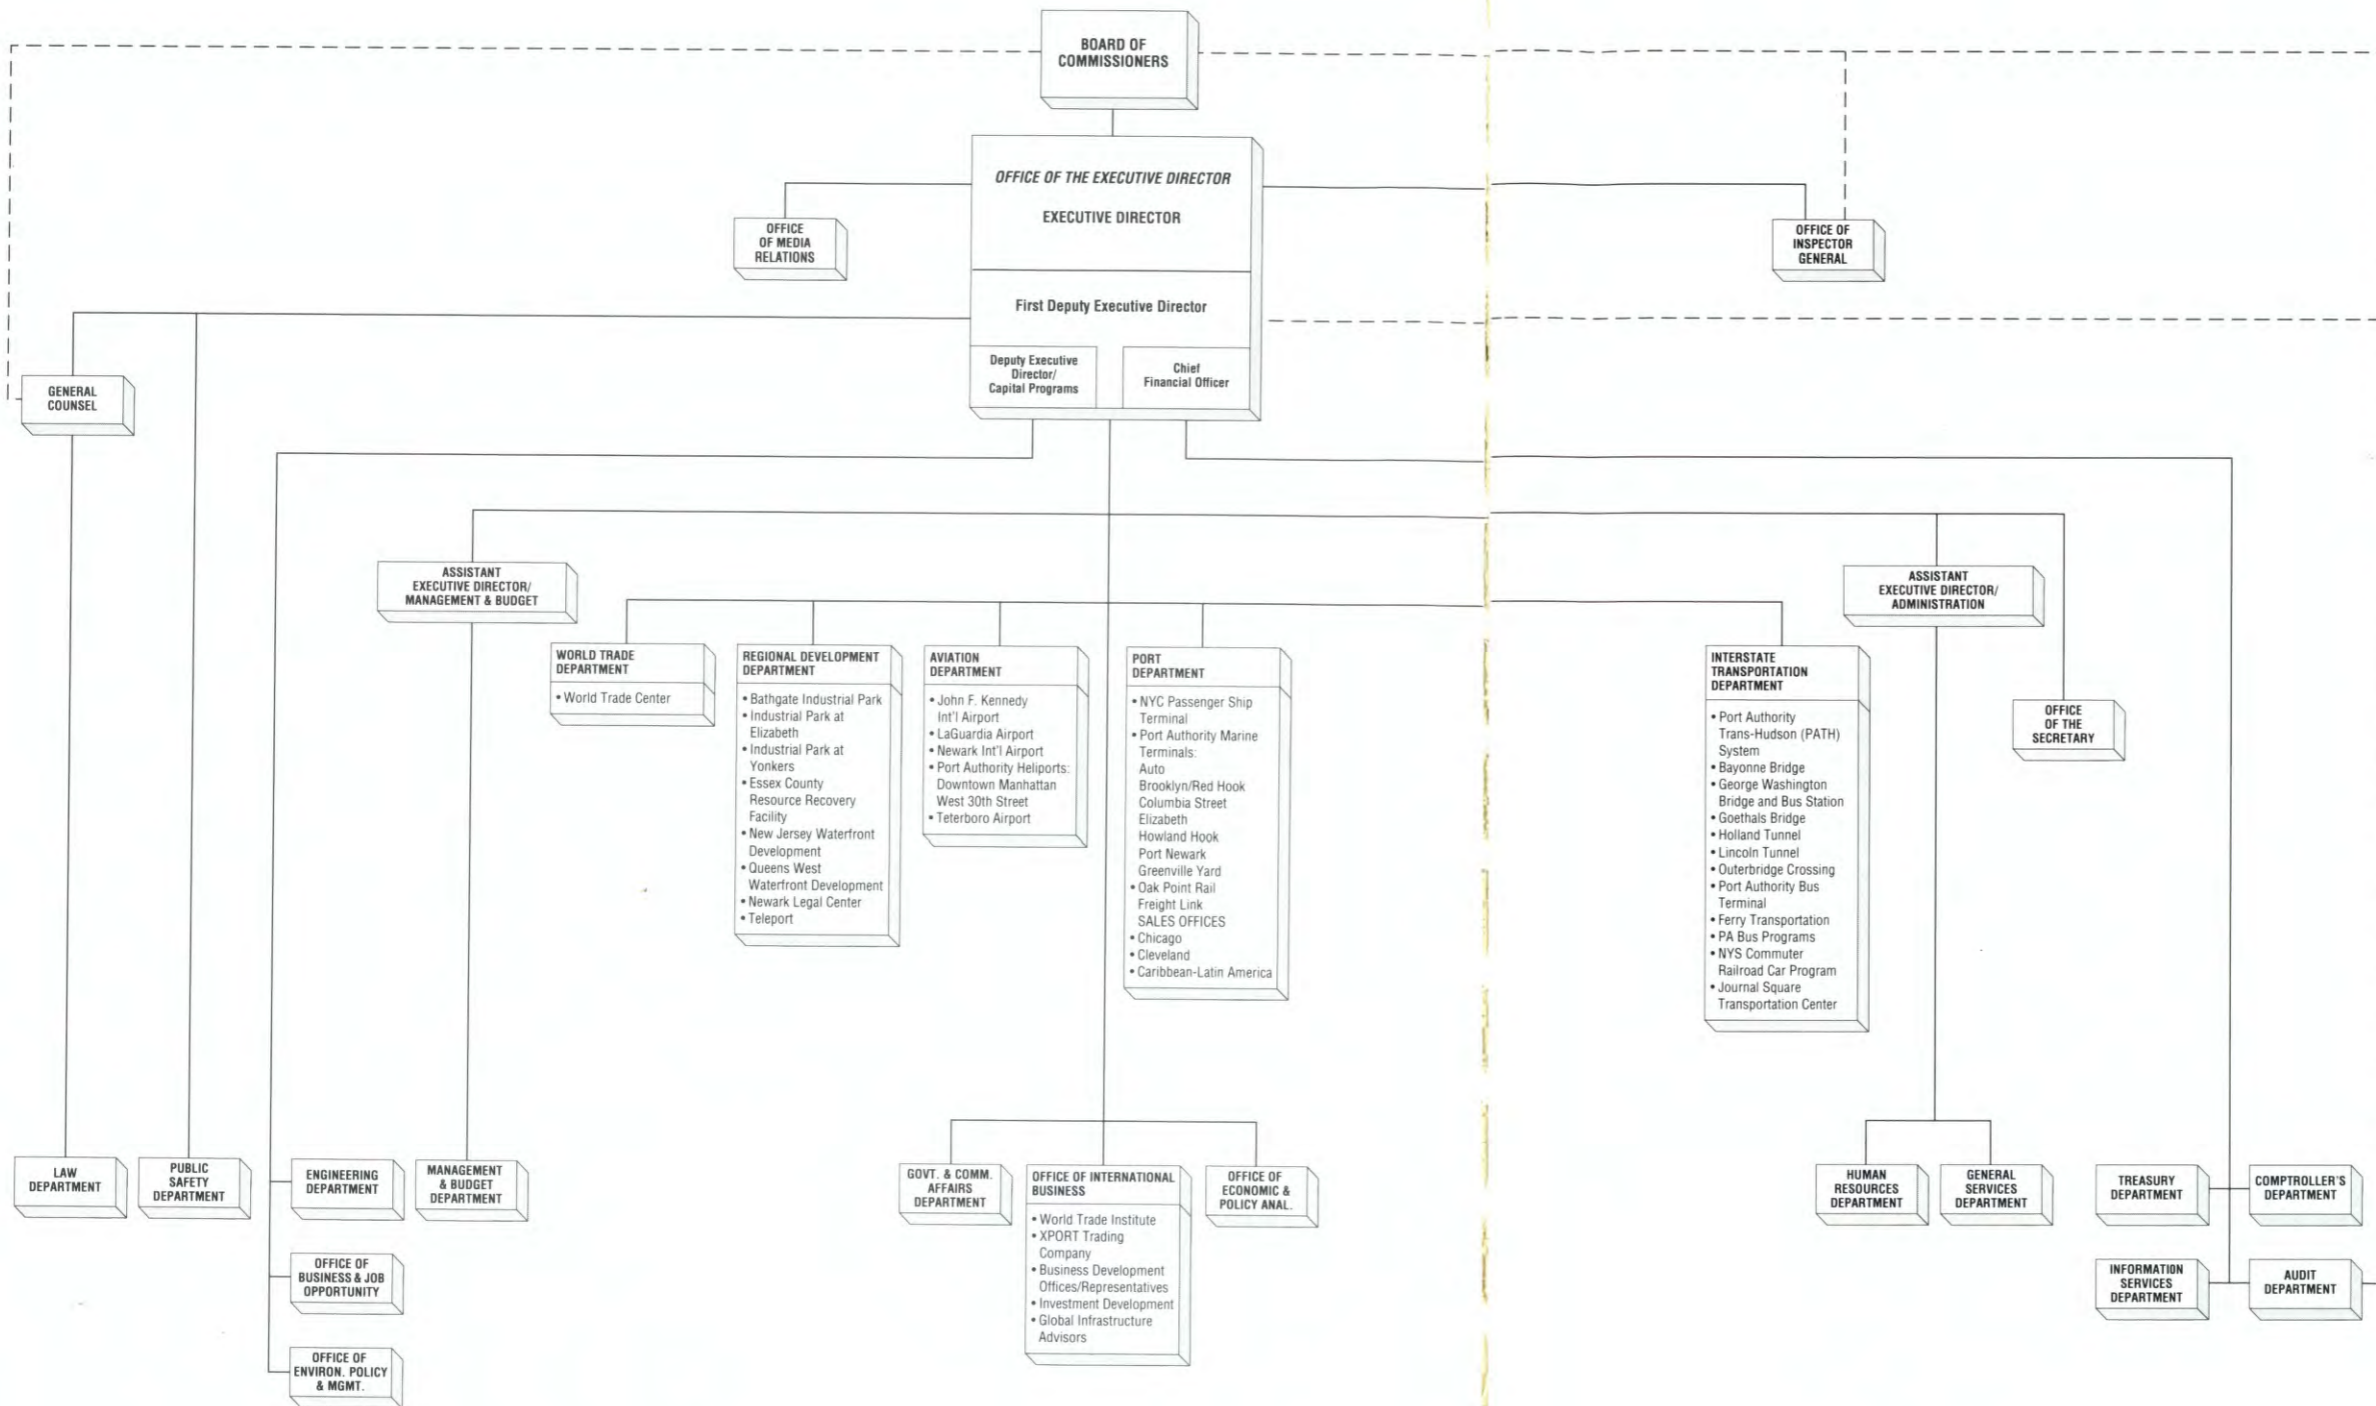 BOARD OF
COMMISSIONERS
OFFICE OF THE EXECUTIVE DIRECTOR
EXECUTIVE DIRECTOR
OFFICE
OF MEDIA
RELATIONS
OFFICE OF
INSPECTOR
GENERAL
First Deputy Executive Director
Deputy Executive
Director/
Capital Programs
Chief
Financial Officer
GENERAL
COUNSEL
ASSISTANT
EXECUTIVE DIRECTOR/
MANAGEMENT & BUDGET
ASSISTANT
EXECUTIVE DIRECTOR/
ADMINISTRATION
WORLD TRADE
DEPARTMENT
• World Trade Center
REGIONAL DEVELOPMENT
DEPARTMENT
• Bathgate Industrial Park
• Industrial Park at
Elizabeth
• Industrial Park at
Yonkers
• Essex County
Resource Recovery
Facility
• New Jersey Waterfront
Development
• Queens West
Waterfront Development
• Newark Legal Center
• Teleport
AVIATION
DEPARTMENT
• John F. Kennedy
Int'l Airport
• LaGuardia Airport
• Newark Int'l Airport
• Port Authority Heliports:
Downtown Manhattan
West 30th Street
• Teterboro Airport
PORT
DEPARTMENT
• NYC Passenger Ship
Terminal
• Port Authority Marine
Terminals:
Auto
Brooklyn/Red Hook
Columbia Street
Elizabeth
Howland Hook
Port Newark
Greenville Yard
• Oak Point Rail
Freight Link
SALES OFFICES
• Chicago
• Cleveland
• Caribbean-Latin America
INTERSTATE
TRANSPORTATION
DEPARTMENT
• Port Authority
Trans-Hudson (PATH)
System
• Bayonne Bridge
• George Washington
Bridge and Bus Station
• Goethals Bridge
• Holland Tunnel
• Lincoln Tunnel
• Outerbridge Crossing
• Port Authority Bus
Terminal
• Ferry Transportation
• PA Bus Programs
• NYS Commuter
Railroad Car Program
• Journal Square
Transportation Center
OFFICE
OF THE
SECRETARY
LAW
DEPARTMENT
PUBLIC
SAFETY
DEPARTMENT
ENGINEERING
DEPARTMENT
MANAGEMENT
& BUDGET
DEPARTMENT
GOVT. & COMM.
AFFAIRS
DEPARTMENT
OFFICE OF INTERNATIONAL
BUSINESS
• World Trade Institute
• XPORT Trading
Company
• Business Development
Offices/Representatives
• Investment Development
• Global Infrastructure
Advisors
OFFICE OF
ECONOMIC &
POLICY ANAL.
HUMAN
RESOURCES
DEPARTMENT
GENERAL
SERVICES
DEPARTMENT
TREASURY
DEPARTMENT
COMPTROLLER'S
DEPARTMENT
OFFICE OF
BUSINESS & JOB
OPPORTUNITY
INFORMATION
SERVICES
DEPARTMENT
AUDIT
DEPARTMENT
OFFICE OF
ENVIRON. POLICY
& MGMT.